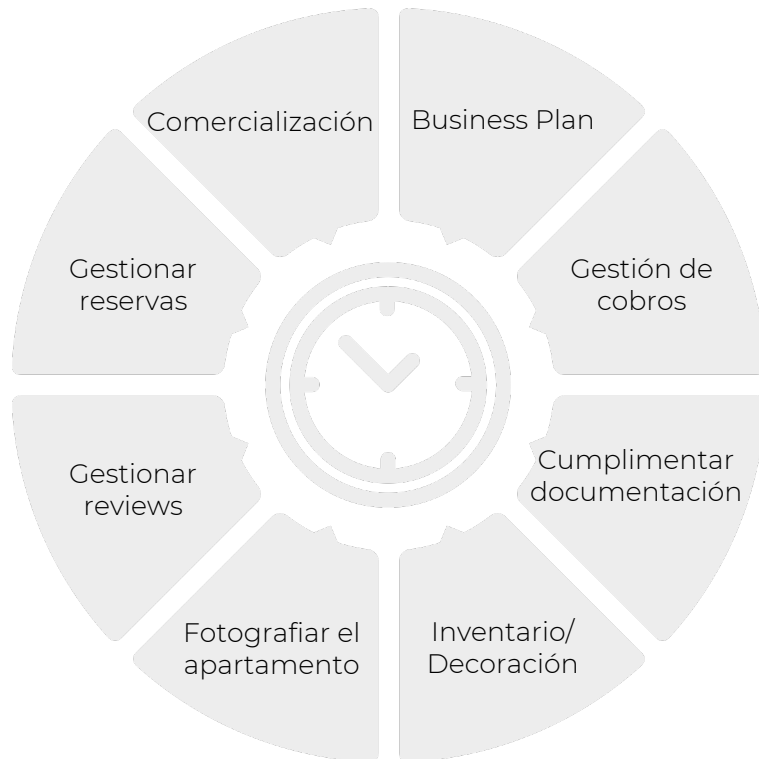 Comercialización
Business Plan
Gestionar
reservas
Gestión de
cobros
Gestionar
reviews
Cumplimentar
documentación
Fotografiar el
apartamento
Inventario/
Decoración